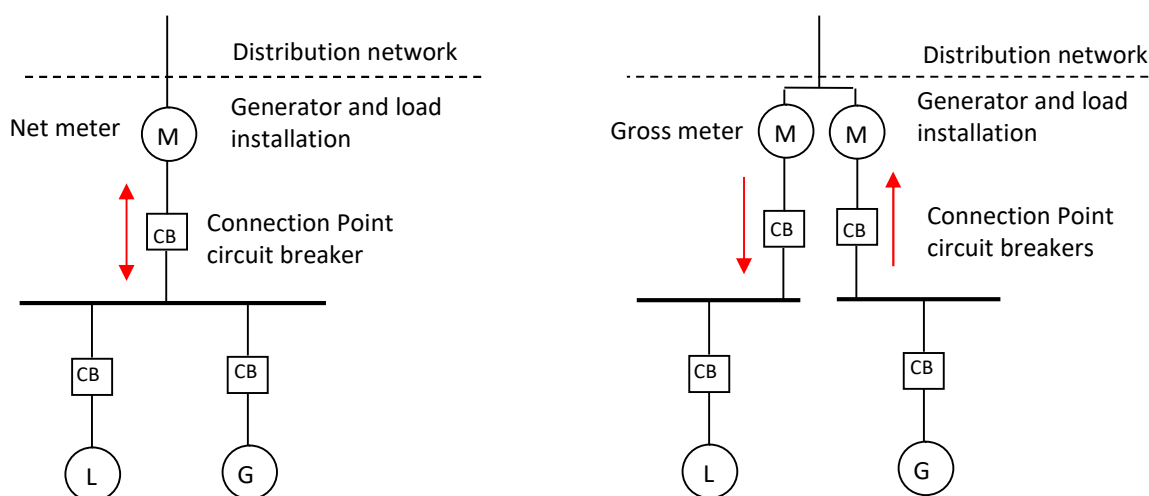 Distribution network
Net meter
M
Generator and load
installation
CB
Connection Point
circuit breaker
CB
CB
L
G
Distribution network
Gross meter
M
M
Generator and load
installation
CB
CB
Connection Point
circuit breakers
CB
CB
L
G